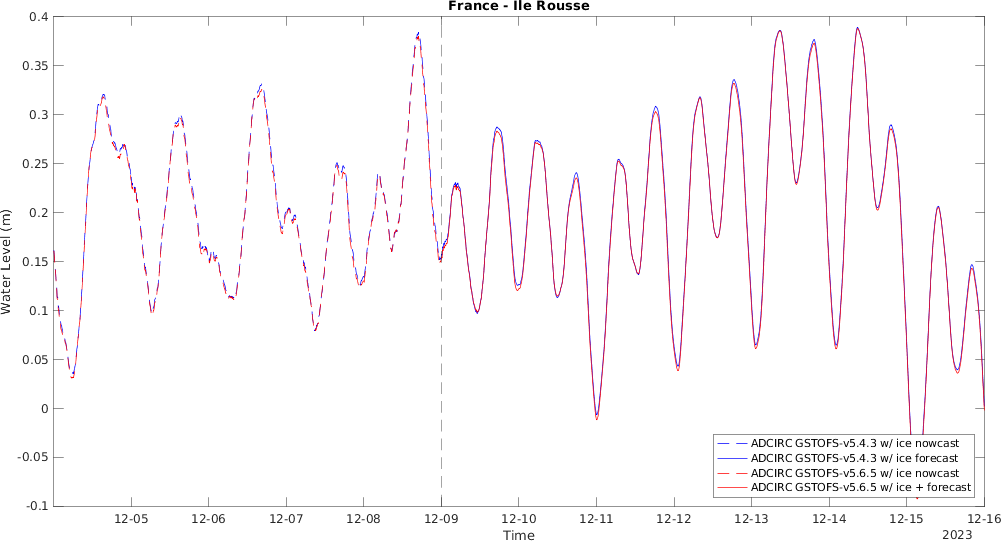 France - Ile Rousse
0.4
0.35
0.3
0.25
0.2
0.15
0.1
0.05
0
-0.05
-0.1
Water Level (m)
ADCIRC GSTOFS-v5.4.3 w/ ice nowcast
ADCIRC GSTOFS-v5.4.3 w/ ice forecast
ADCIRC GSTOFS-v5.6.5 w/ ice nowcast
ADCIRC GSTOFS-v5.6.5 w/ ice + forecast
12-05 12-06 12-07 12-08 12-09 12-10 12-11 12-12 12-13 12-14 12-15 12-16
Time
2023